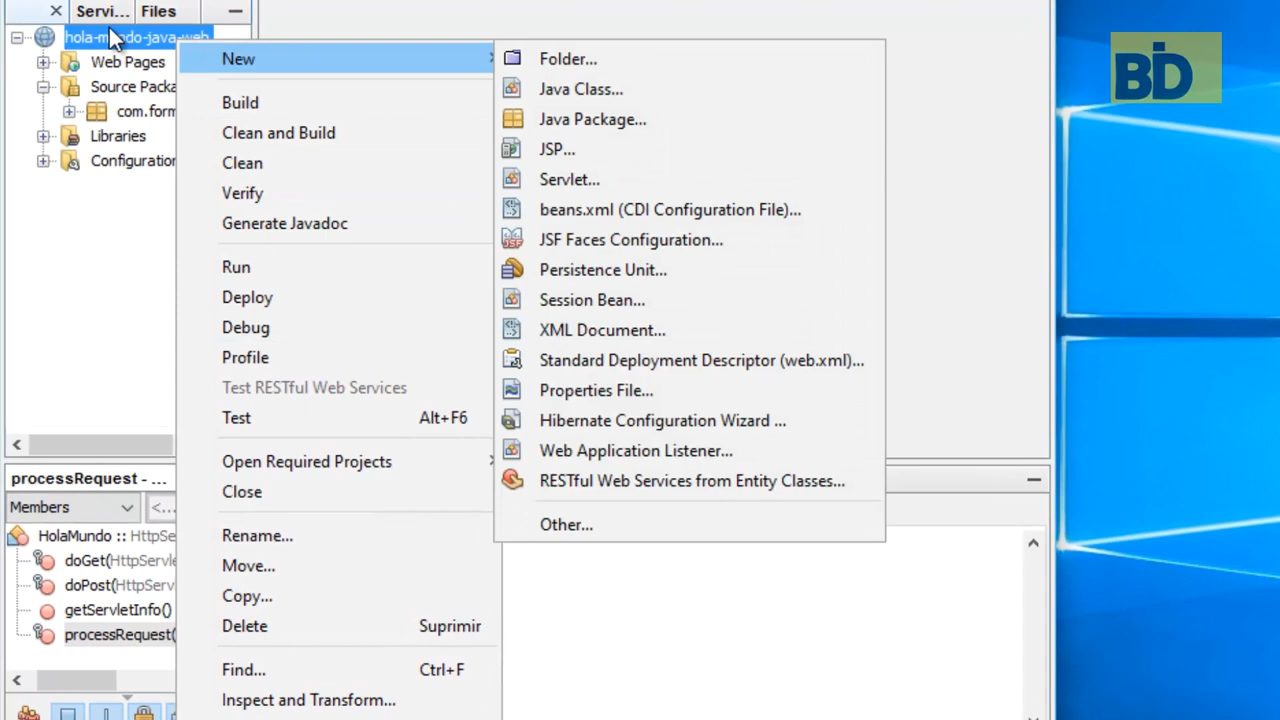 Servi... Files
hola-mundo-java-web
Web Pages
Source Packa
com.form
Libraries
Configuration
New
Build
Clean and Build
Clean
Verify
Generate Javadoc
Run
Deploy
Debug
Profile
Test RESTful Web Services
Test Alt+F6
Open Required Projects
Close
Rename...
Move...
Copy...
Delete Suprimir
Find... Ctrl+F
Inspect and Transform...
Folder...
Java Class...
Java Package...
JSP...
Servlet...
beans.xml (CDI Configuration File)...
JSF Faces Configuration...
Persistence Unit...
Session Bean...
XML Document...
Standard Deployment Descriptor (web.xml)...
Properties File...
Hibernate Configuration Wizard ...
Web Application Listener...
RESTful Web Services from Entity Classes...
Other...
processRequest - ...
Members <...
HolaMundo :: HttpSe
doGet(HttpServle
doPost(HttpServ
getServletInfo()
processRequest(
BID